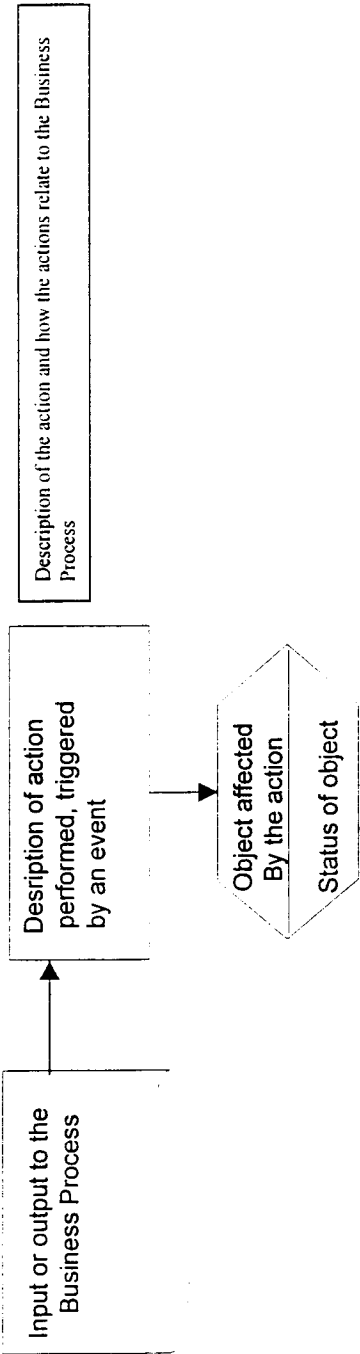 Input or output to the
Business Process
Desription of action
performed, triggered
by an event
Object affected
By the action
Status of object
Description of the action and how the actions relate to the Business
Process